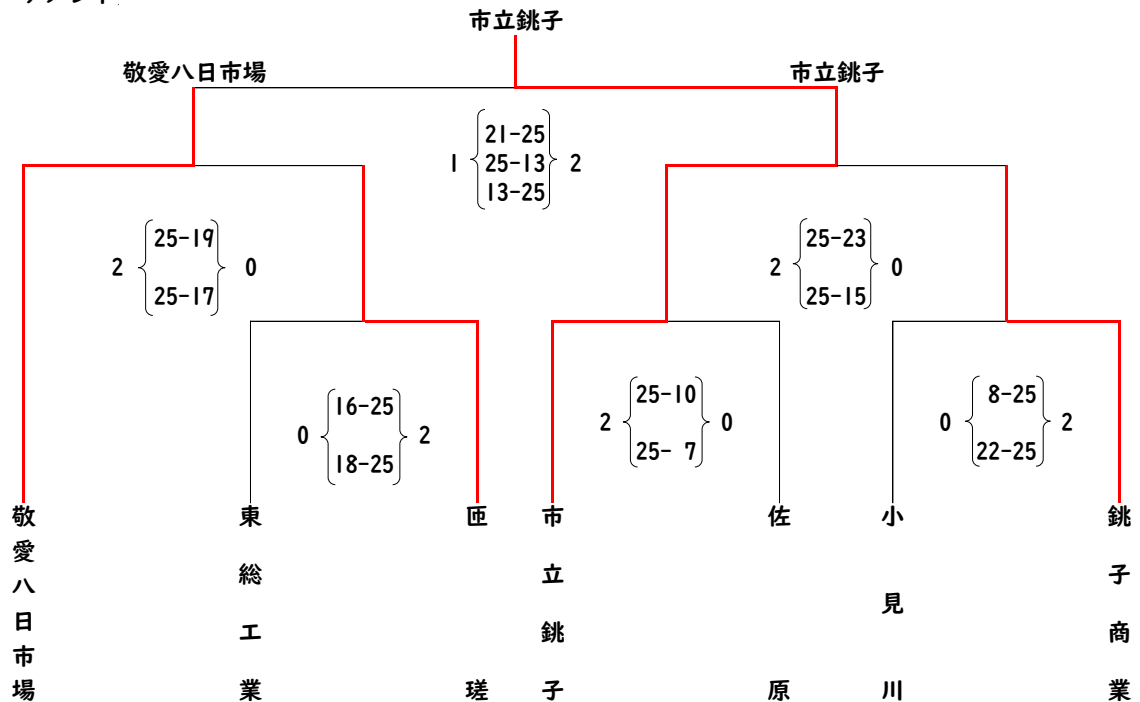 市立銚子
敬愛八日市場
市立銚子
21-25
1 25-13 2
13-25
25-19
2 0
25-17
25-23
2 0
25-15
16-25
0 2
18-25
25-10
2 0
25- 7
8-25
0 2
22-25
敬愛八日市場
東総工業
匝瑳
市立銚子
佐原
小見川
銚子商業